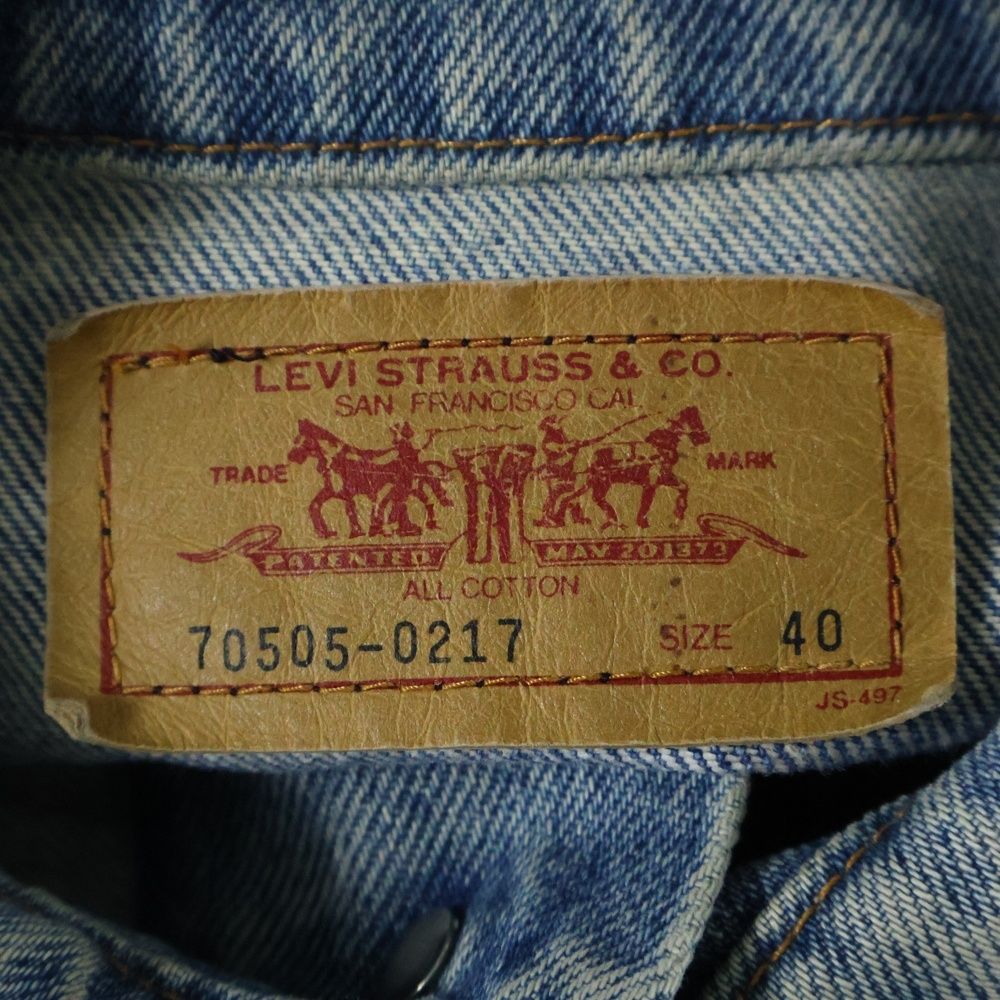 LEVI STRAUSS & CO.
SAN FRANCISCO CAL
TRADE MARK
PATENTED MAY 20 1873
ALL COTTON
70505-0217 SIZE 40
JS-497